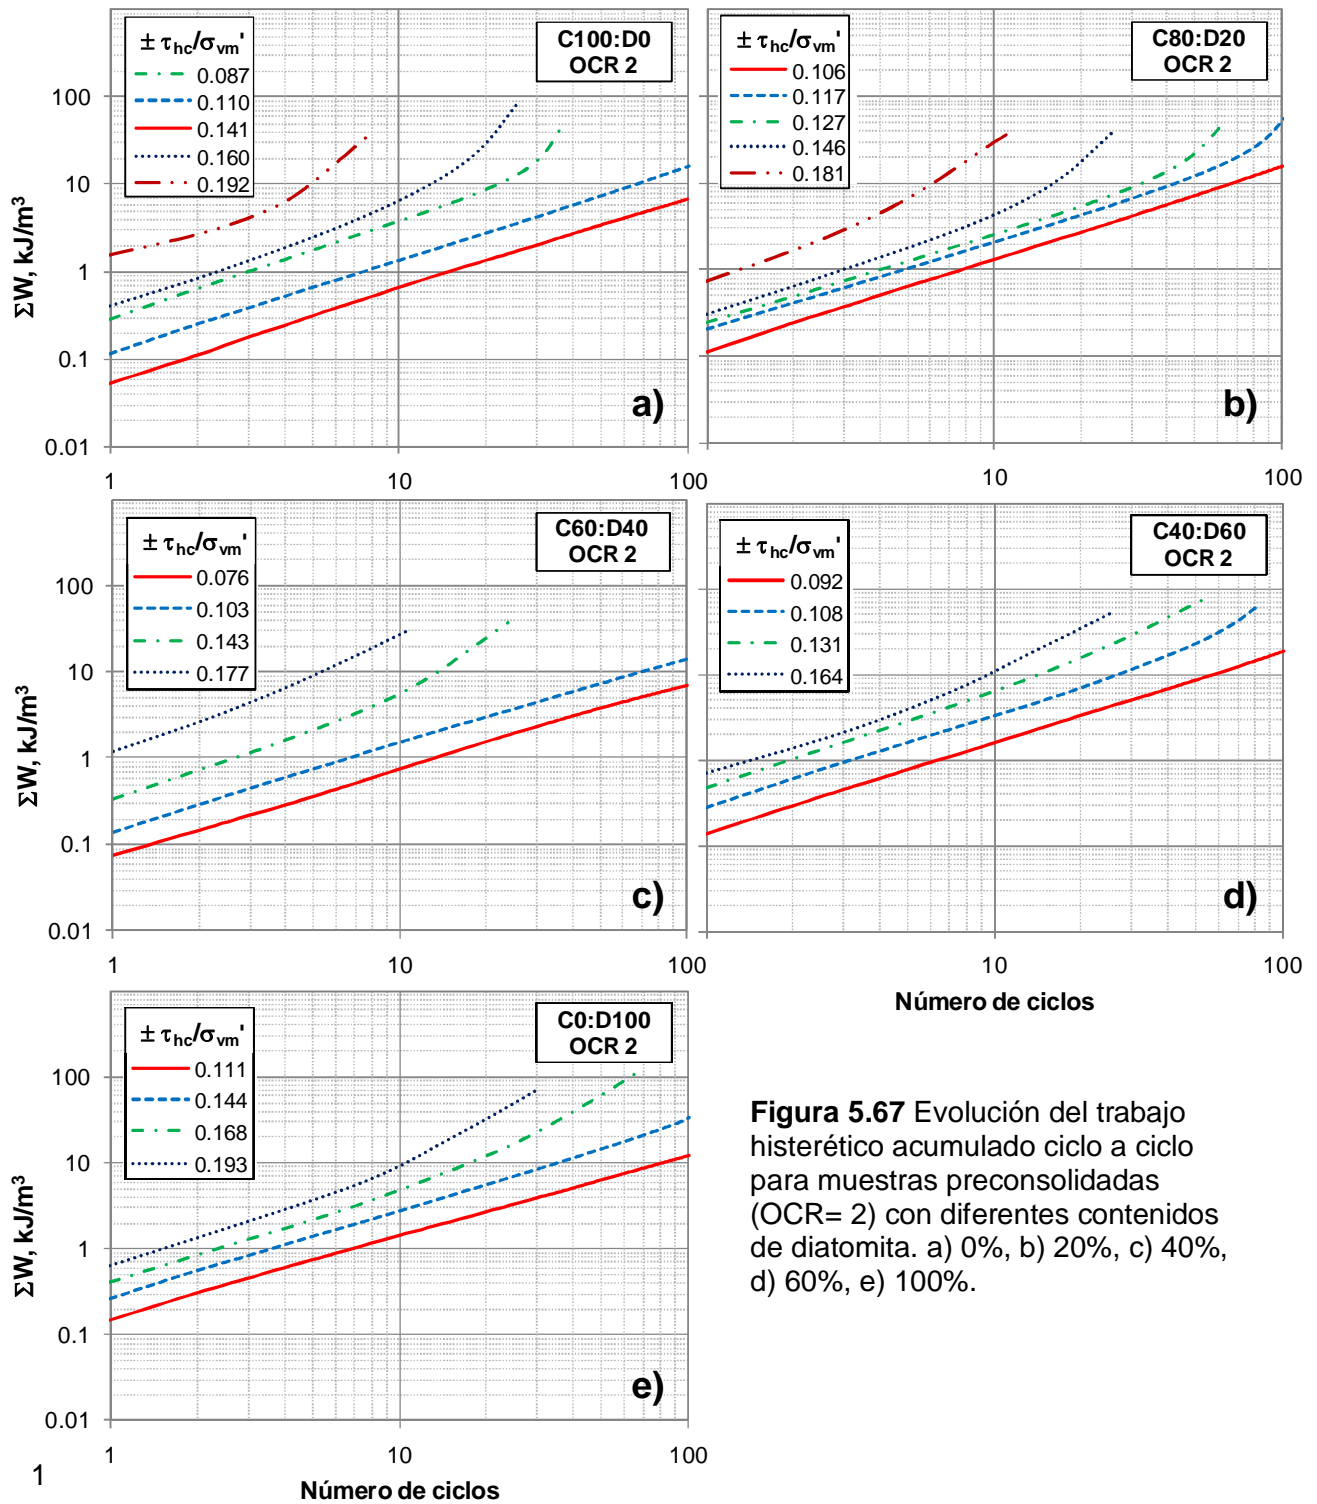 ± τhc/σvm'
0.087
0.110
0.141
0.160
0.192
C100:D0
OCR 2
ΣW, kJ/m³
100
10
1
0.1
0.01
a)
1
10
100
± τhc/σvm'
0.106
0.117
0.127
0.146
0.181
C80:D20
OCR 2
b)
10
100
± τhc/σvm'
0.076
0.103
0.143
0.177
C60:D40
OCR 2
ΣW, kJ/m³
100
10
1
0.1
0.01
c)
1
10
100
± τhc/σvm'
0.092
0.108
0.131
0.164
C40:D60
OCR 2
d)
10
100
Número de ciclos
± τhc/σvm'
0.111
0.144
0.168
0.193
C0:D100
OCR 2
ΣW, kJ/m³
100
10
1
0.1
0.01
e)
1
10
100
Número de ciclos
Figura 5.67 Evolución del trabajo
histerético acumulado ciclo a ciclo
para muestras preconsolidadas
(OCR= 2) con diferentes contenidos
de diatomita. a) 0%, b) 20%, c) 40%,
d) 60%, e) 100%.
1